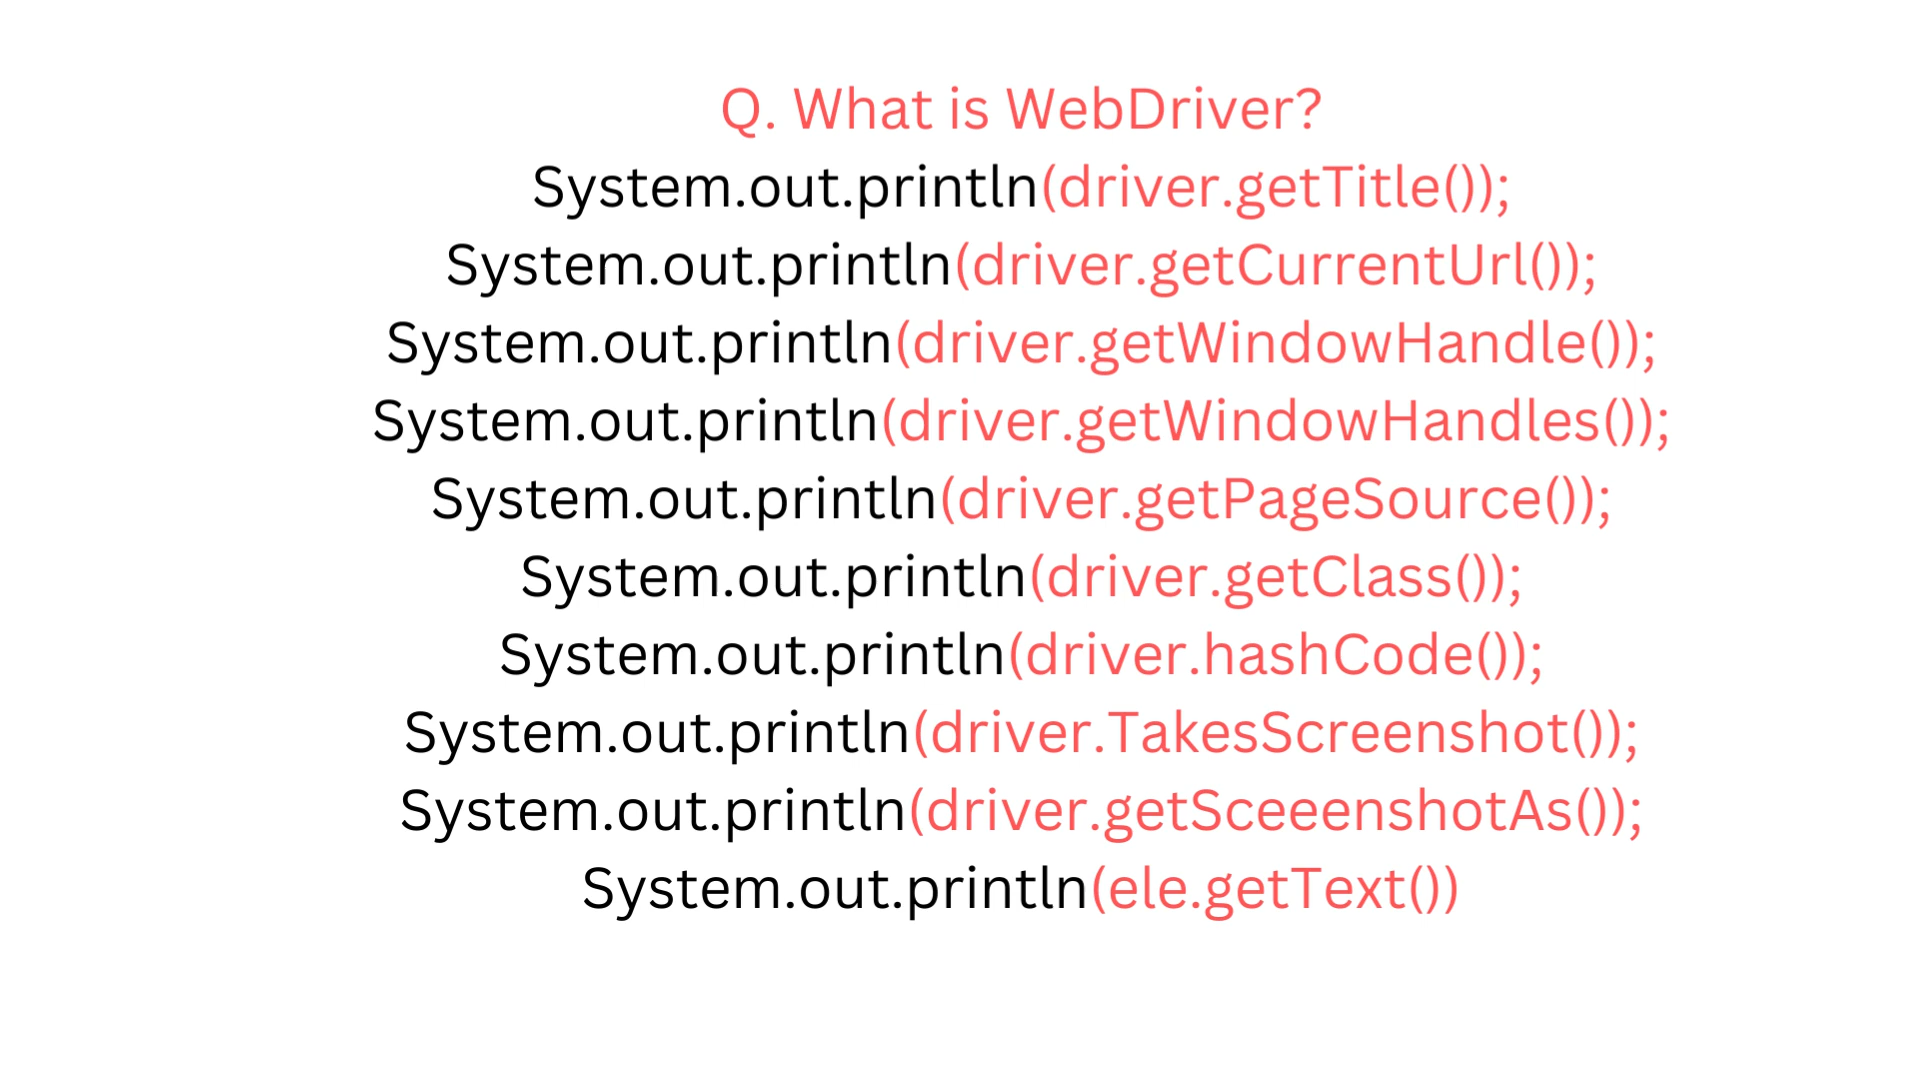 Q. What is WebDriver?
System.out.println(driver.getTitle());
System.out.println(driver.getCurrentUrl());
System.out.println(driver.getWindowHandle());
System.out.println(driver.getWindowHandles());
System.out.println(driver.getPageSource());
System.out.println(driver.getClass());
System.out.println(driver.hashCode());
System.out.println(driver.TakesScreenshot());
System.out.println(driver.getSceeenshotAs());
System.out.println(ele.getText())